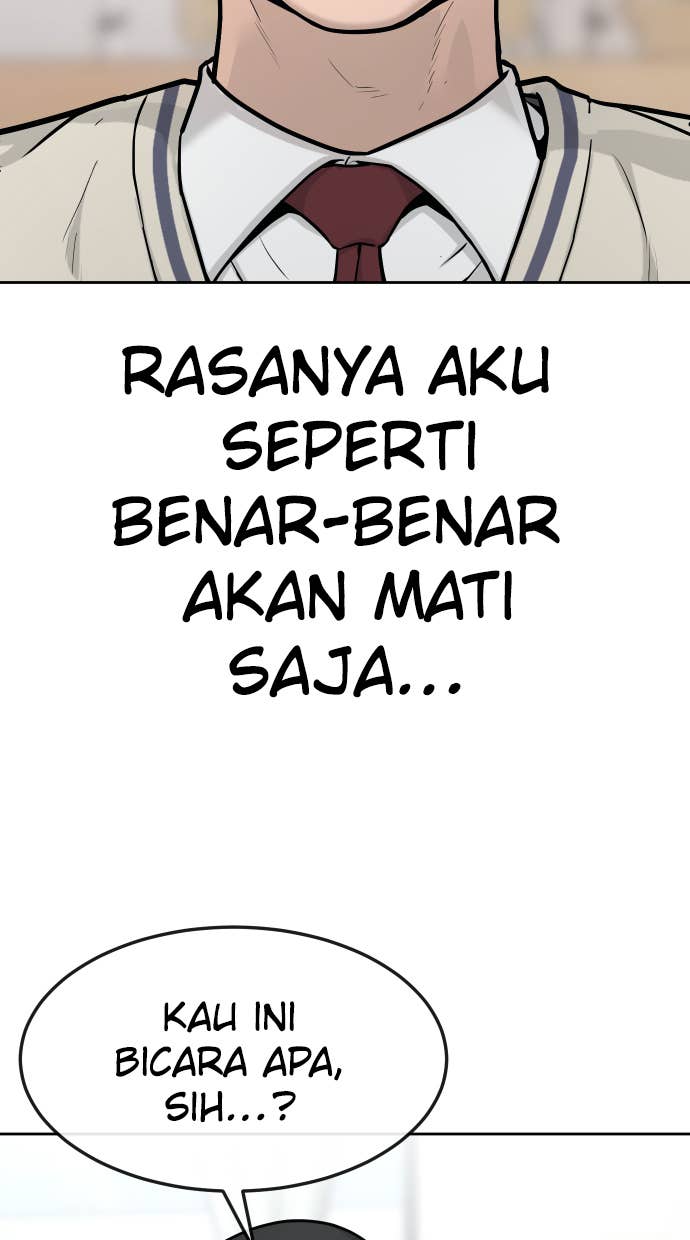 RASANYA AKU
SEPERTI
BENAR-BENAR
AKAN MATI
SAJA...
KAU INI
BICARA APA,
SIH...?